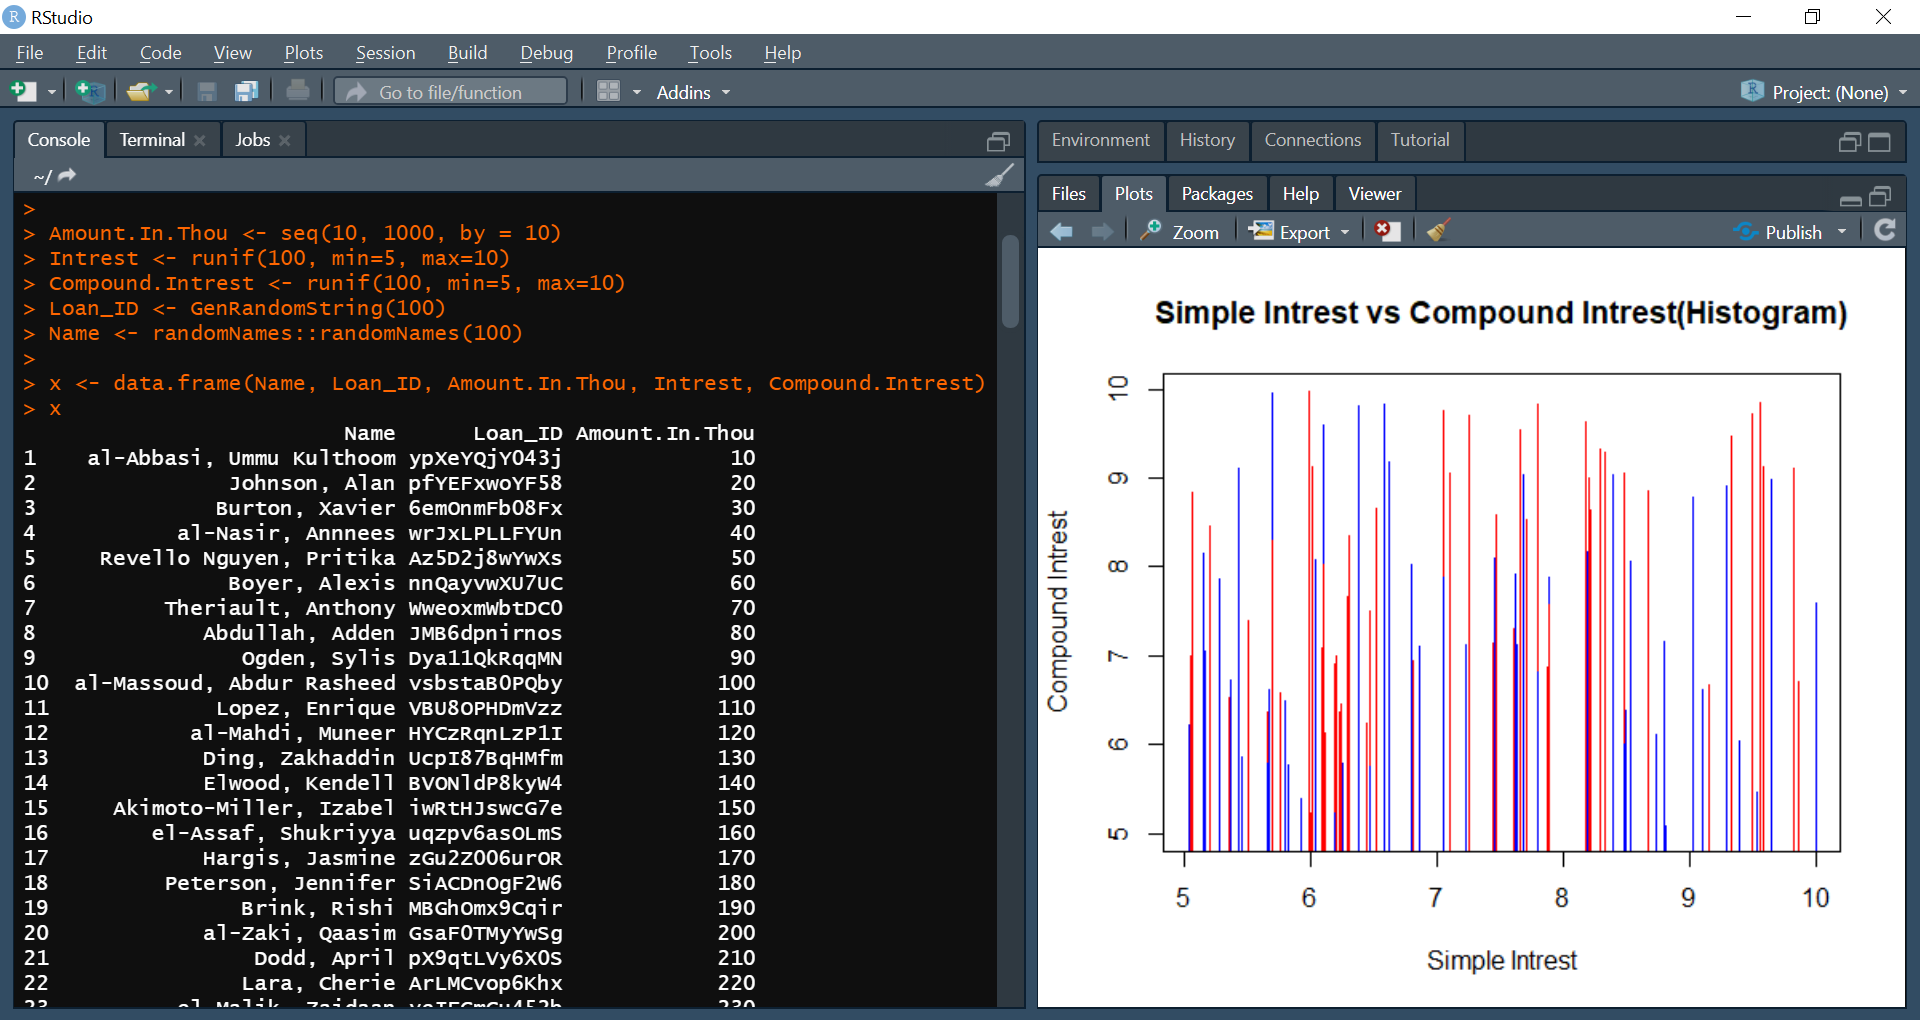 RStudio
File Edit Code View Plots Session Build Debug Profile Tools Help
Go to file/function Addins Project: (None)
Console Terminal Jobs
~/
>
> Amount.In.Thou <- seq(10, 1000, by = 10)
> Intrest <- runif(100, min=5, max=10)
> Compound.Intrest <- runif(100, min=5, max=10)
> Loan_ID <- GenRandomString(100)
> Name <- randomNames::randomNames(100)
>
> x <- data.frame(Name, Loan_ID, Amount.In.Thou, Intrest, Compound.Intrest)
> x
Name Loan_ID Amount.In.Thou
1 al-Abbasi, Ummu Kulthoom ypXeYQjYO43j 10
2 Johnson, Alan pfYEFxwoYF58 20
3 Burton, Xavier 6emOnmFb08Fx 30
4 al-Nasir, Annnees wrJxLPLLFYUn 40
5 Revello Nguyen, Pritika Az5D2j8wYwXs 50
6 Boyer, Alexis nnQayvwXU7UC 60
7 Theriault, Anthony WweoxmWbtDCO 70
8 Abdullah, Adden JMB6dpnirnos 80
9 Ogden, Sylis Dya11QkRqqMN 90
10 al-Massoud, Abdur Rasheed vsbstaBOPQby 100
11 Lopez, Enrique VBU8OPHDmVzz 110
12 al-Mahdi, Muneer HYCzRqnLzP1I 120
13 Ding, Zakhaddin UcpI87BqHMfm 130
14 Elwood, Kendell BVONldP8kyW4 140
15 Akimoto-Miller, Izabel iwRtHJswcG7e 150
16 el-Assaf, Shukriyya uqzpv6asOLmS 160
17 Hargis, Jasmine zGu2ZOO6urOR 170
18 Peterson, Jennifer SiACDnOgF2W6 180
19 Brink, Rishi MBGhOmx9Cqir 190
20 al-Zaki, Qaasim GsaFOTMyYwSg 200
21 Dodd, April pX9qtLVy6XOS 210
22 Lara, Cherie ArLMCvop6Khx 220
Environment History Connections Tutorial
Files Plots Packages Help Viewer
Zoom Export Publish
Simple Intrest vs Compound Intrest(Histogram)
Compound Intrest
10
9
8
7
6
5
5 6 7 8 9 10
Simple Intrest